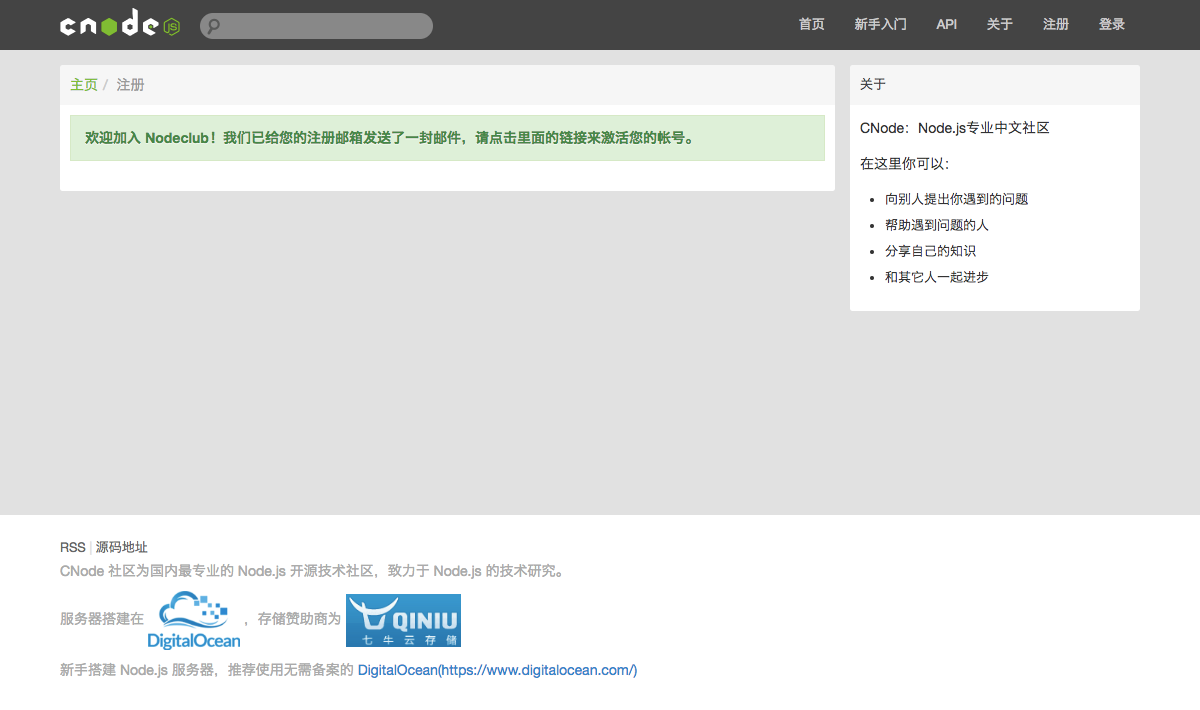 cnode JS
首页 新手入门 API 关于 注册 登录
主页 / 注册
欢迎加入 Nodeclub！我们已给您的注册邮箱发送了一封邮件，请点击里面的链接来激活您的帐号。
关于
CNode：Node.js专业中文社区
在这里你可以：
向别人提出你遇到的问题
帮助遇到问题的人
分享自己的知识
和其它人一起进步
RSS | 源码地址
CNode 社区为国内最专业的 Node.js 开源技术社区，致力于 Node.js 的技术研究。
服务器搭建在 DigitalOcean ，存储赞助商为 QINIU 七牛云存储
新手搭建 Node.js 服务器，推荐使用无需备案的 DigitalOcean(https://www.digitalocean.com/)